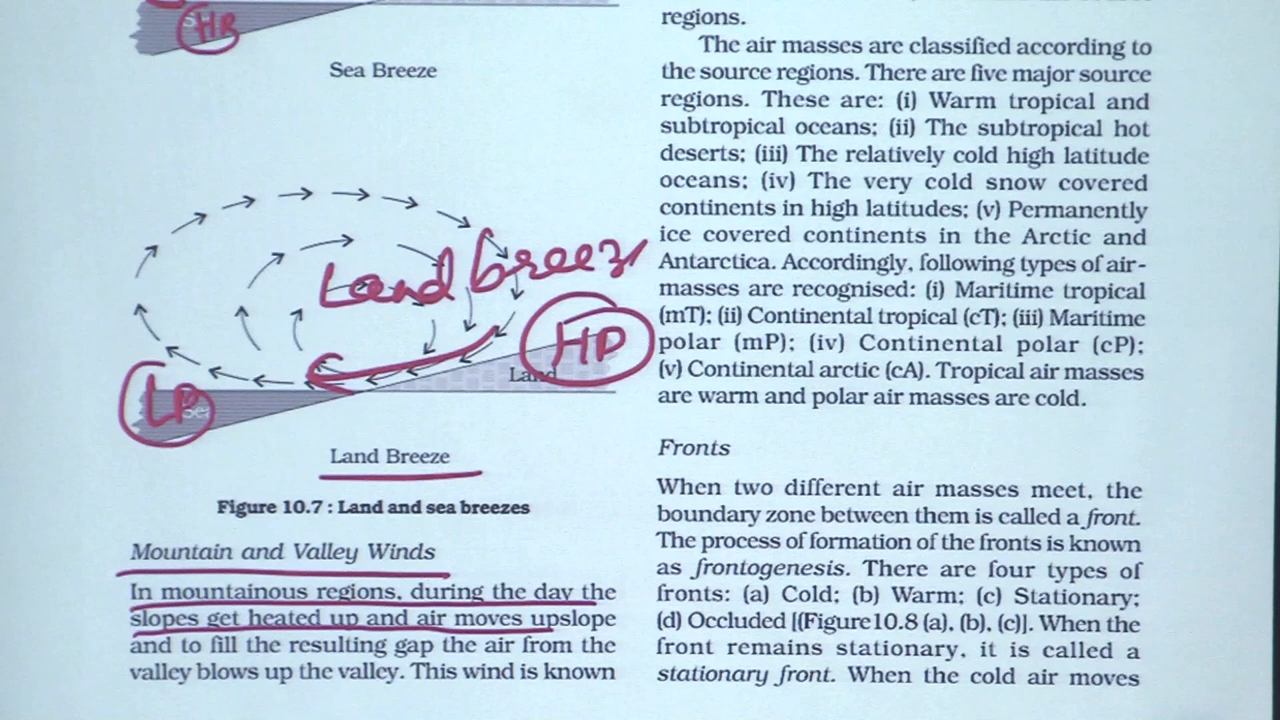 HP
Sea Breeze
Land breeze
HP
Land
LP
Sea
Land Breeze
Figure 10.7 : Land and sea breezes
Mountain and Valley Winds
In mountainous regions, during the day the
slopes get heated up and air moves upslope
and to fill the resulting gap the air from the
valley blows up the valley. This wind is known
regions.
The air masses are classified according to
the source regions. There are five major source
regions. These are: (i) Warm tropical and
subtropical oceans; (ii) The subtropical hot
deserts; (iii) The relatively cold high latitude
oceans; (iv) The very cold snow covered
continents in high latitudes; (v) Permanently
ice covered continents in the Arctic and
Antarctica. Accordingly, following types of air-
masses are recognised: (i) Maritime tropical
(mT); (ii) Continental tropical (cT); (iii) Maritime
polar (mP); (iv) Continental polar (cP);
(v) Continental arctic (cA). Tropical air masses
are warm and polar air masses are cold.
Fronts
When two different air masses meet, the
boundary zone between them is called a front.
The process of formation of the fronts is known
as frontogenesis. There are four types of
fronts: (a) Cold; (b) Warm; (c) Stationary;
(d) Occluded [(Figure10.8 (a), (b), (c)]. When the
front remains stationary, it is called a
stationary front. When the cold air moves